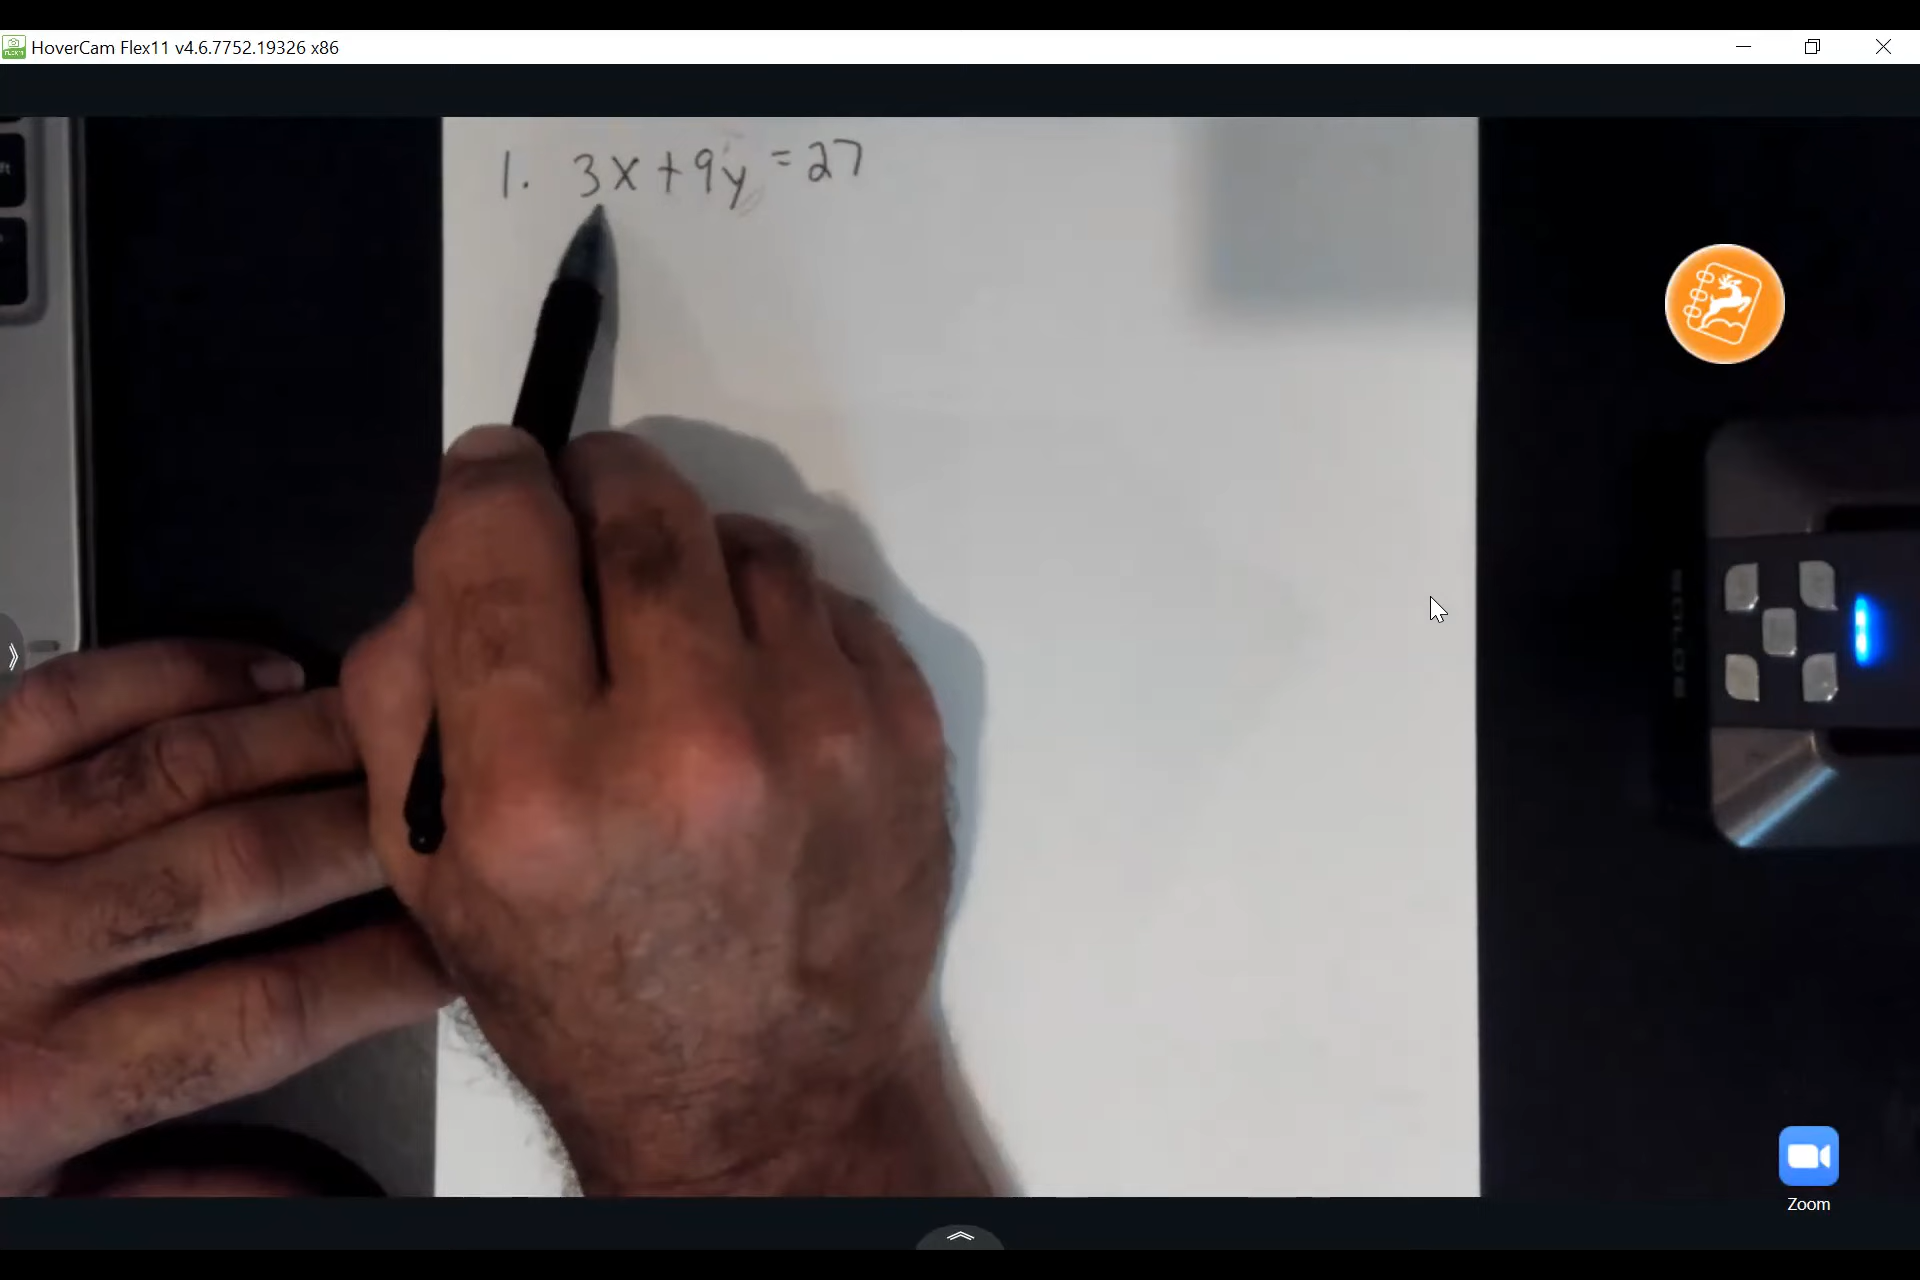 HoverCam Flex11 v4.6.7752.19326 x86
1. 3x + 9y = 27
Zoom